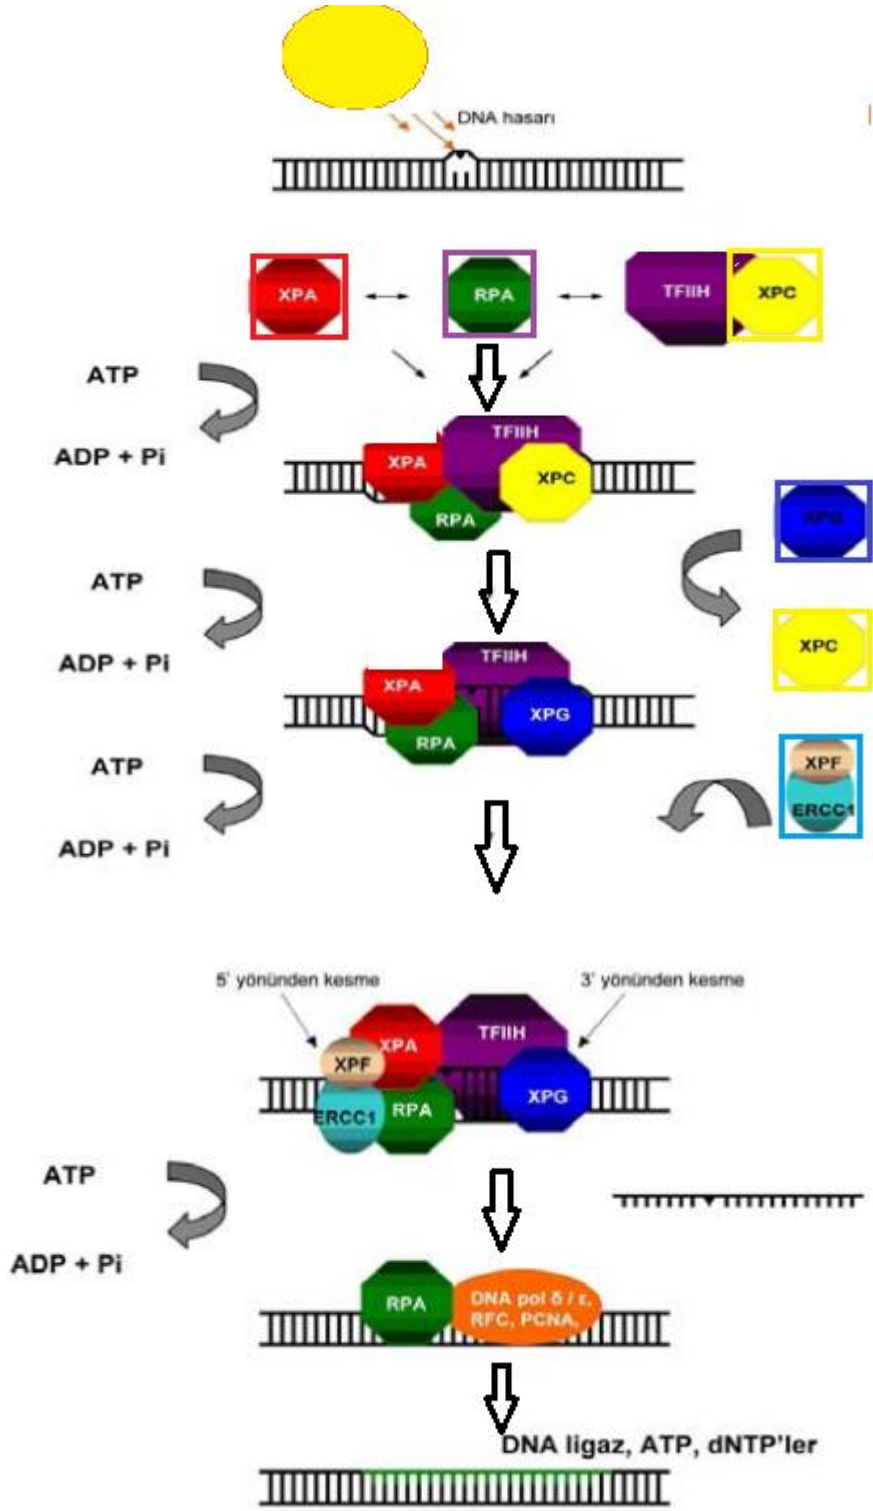 DNA hasarı
XPA
RPA
TFIIH
XPC
ATP
ADP + Pi
TFIIH
XPA
XPC
RPA
XPG
ATP
ADP + Pi
XPC
TFIIH
XPA
XPG
RPA
ATP
ADP + Pi
XPF
ERCC1
5' yönünden kesme
3' yönünden kesme
TFIIH
XPA
XPF
XPG
ERCC1
RPA
ATP
ADP + Pi
RPA
DNA pol δ / ε,
RFC, PCNA,
DNA ligaz, ATP, dNTP'ler